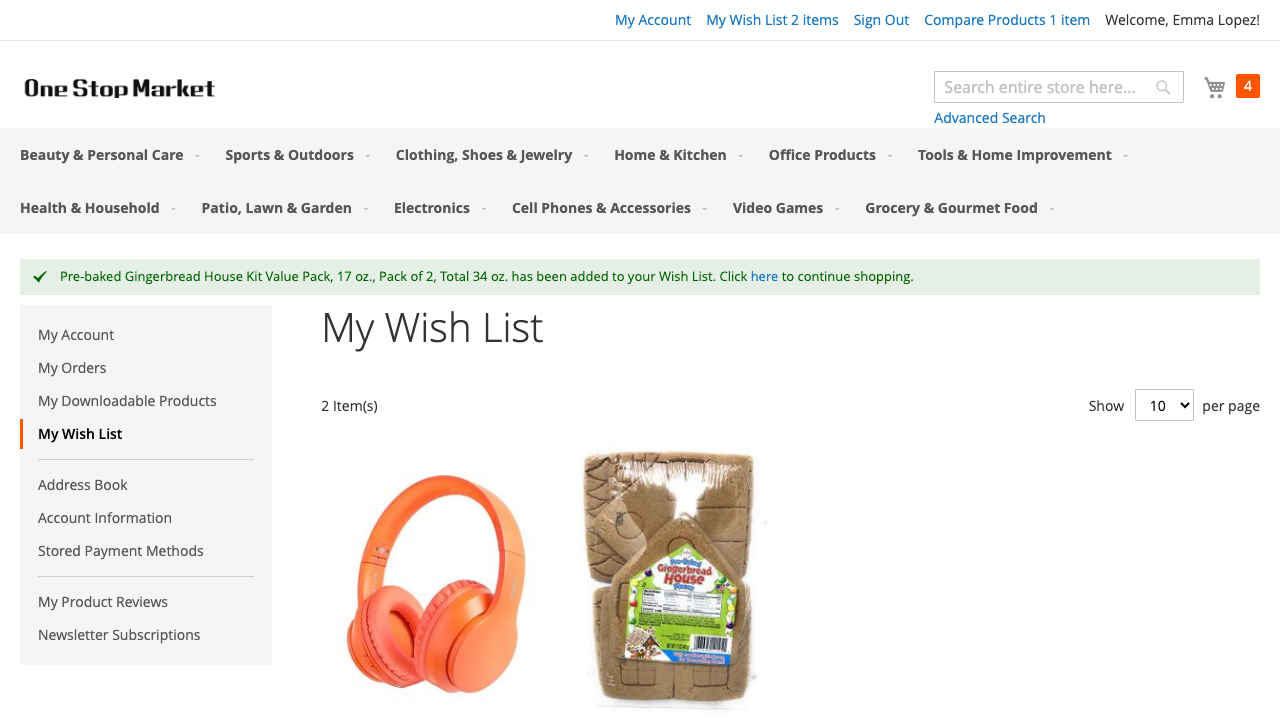 My Account My Wish List 2 items Sign Out Compare Products 1 item Welcome, Emma Lopez!
One Stop Market
Search entire store here...
4
Advanced Search
Beauty & Personal Care Sports & Outdoors Clothing, Shoes & Jewelry Home & Kitchen Office Products Tools & Home Improvement
Health & Household Patio, Lawn & Garden Electronics Cell Phones & Accessories Video Games Grocery & Gourmet Food
Pre-baked Gingerbread House Kit Value Pack, 17 oz., Pack of 2, Total 34 oz. has been added to your Wish List. Click here to continue shopping.
My Account
My Orders
My Downloadable Products
My Wish List
Address Book
Account Information
Stored Payment Methods
My Product Reviews
Newsletter Subscriptions
My Wish List
2 Item(s)
Show 10 per page
Gingerbread
House